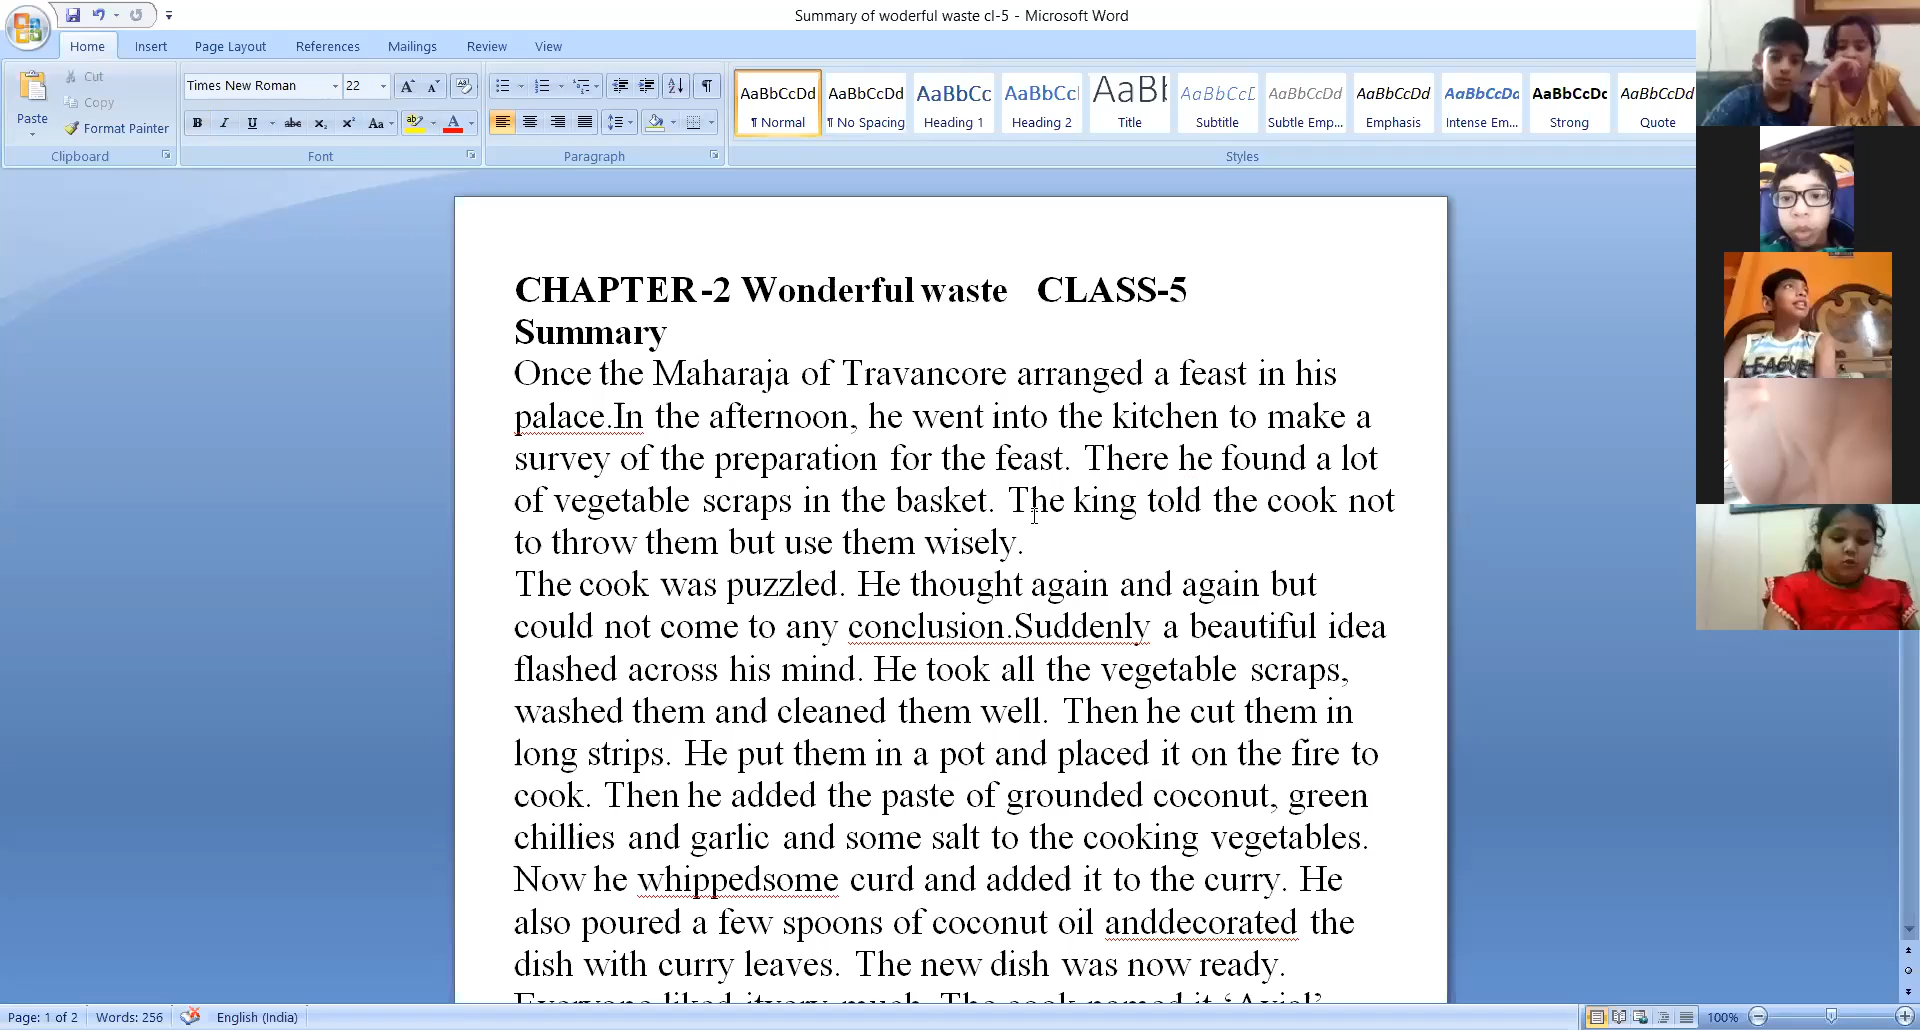 Summary of woderful waste cl-5 - Microsoft Word
Home Insert Page Layout References Mailings Review View
Paste
Cut
Copy
Format Painter
Clipboard
Times New Roman 22
Font
Paragraph
AaBbCcDd AaBbCcDd AaBbCc AaBbCc AaBb AaBbCcD AaBbCcDd AaBbCcDd AaBbCcDd AaBbCcDc AaBbCcDd
¶ Normal ¶ No Spacing Heading 1 Heading 2 Title Subtitle Subtle Emp... Emphasis Intense Em... Strong Quote
Styles
CHAPTER-2 Wonderful waste CLASS-5
Summary
Once the Maharaja of Travancore arranged a feast in his
palace.In the afternoon, he went into the kitchen to make a
survey of the preparation for the feast. There he found a lot
of vegetable scraps in the basket. The king told the cook not
to throw them but use them wisely.
The cook was puzzled. He thought again and again but
could not come to any conclusion.Suddenly a beautiful idea
flashed across his mind. He took all the vegetable scraps,
washed them and cleaned them well. Then he cut them in
long strips. He put them in a pot and placed it on the fire to
cook. Then he added the paste of grounded coconut, green
chillies and garlic and some salt to the cooking vegetables.
Now he whippedsome curd and added it to the curry. He
also poured a few spoons of coconut oil anddecorated the
dish with curry leaves. The new dish was now ready.
Everyone liked itvery much. The cook named it
LEAGUE
Page: 1 of 2 Words: 256 English (India) 100%